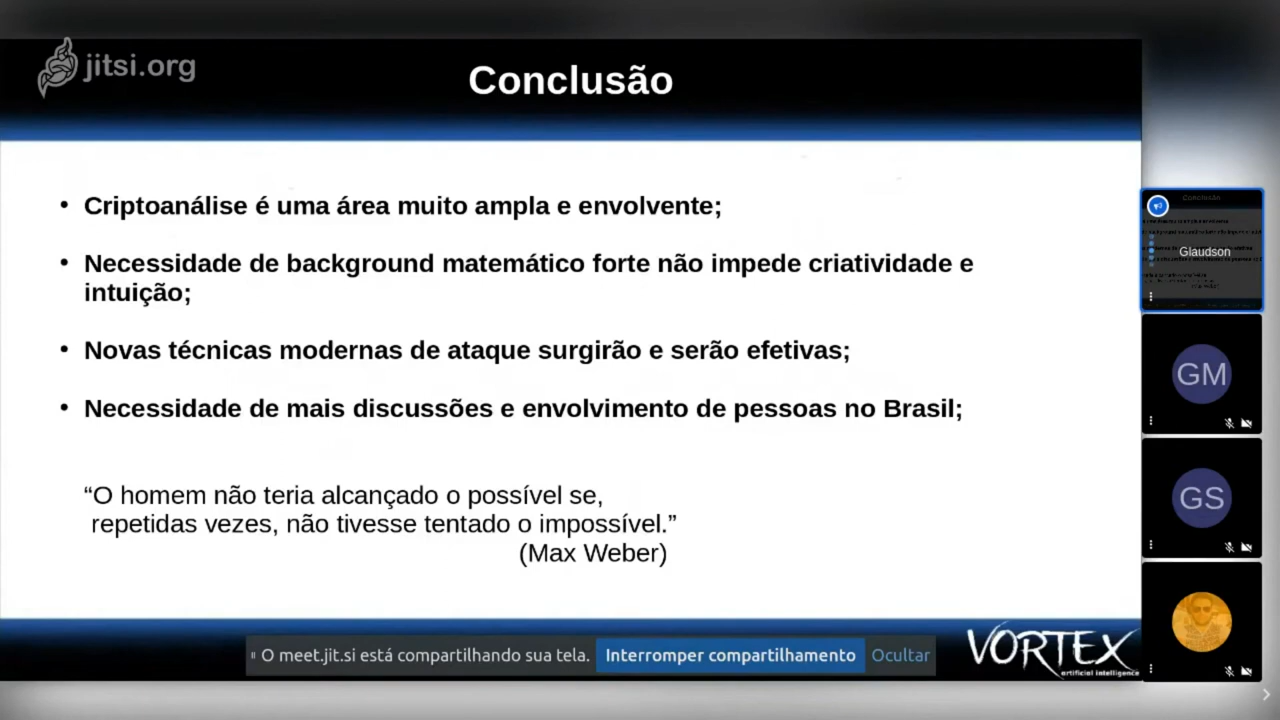 jitsi.org
Conclusão
• Criptoanálise é uma área muito ampla e envolvente;
• Necessidade de background matemático forte não impede criatividade e
intuição;
• Novas técnicas modernas de ataque surgirão e serão efetivas;
• Necessidade de mais discussões e envolvimento de pessoas no Brasil;
“O homem não teria alcançado o possível se,
repetidas vezes, não tivesse tentado o impossível.”
(Max Weber)
O meet.jit.si está compartilhando sua tela.
Interromper compartilhamento
Ocultar
VORTEX
artificial intelligence
Conclusão
Glaudson
GM
GS